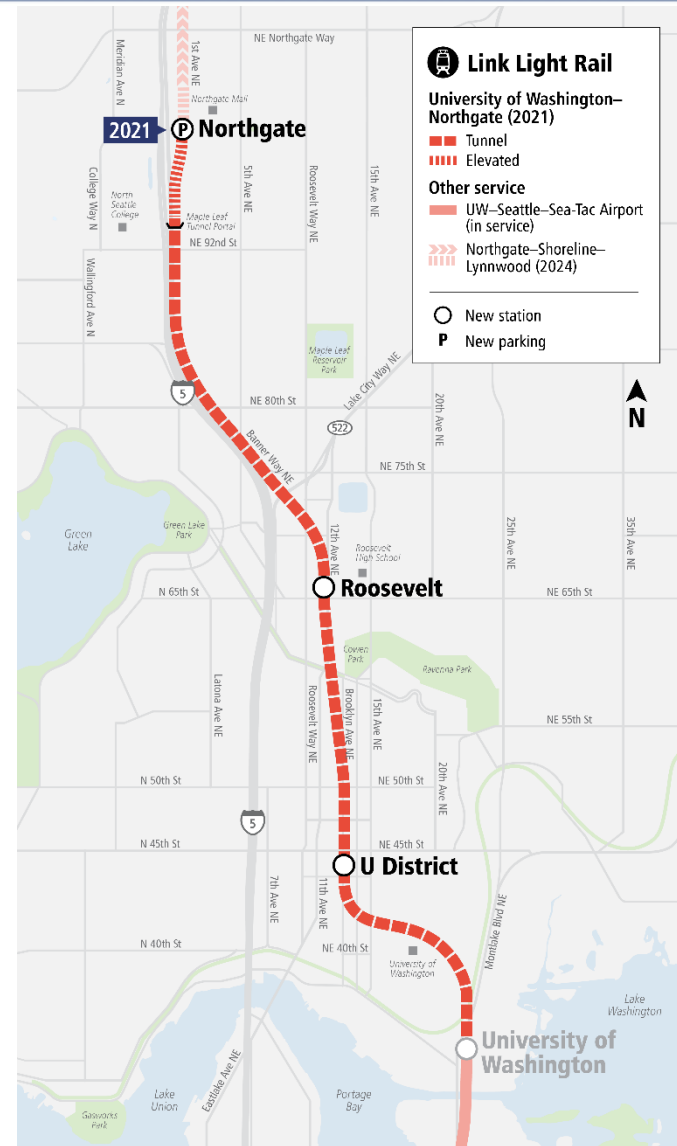 NE Northgate Way
Meridian Ave N
1st Ave NE
Northgate Mall
2021
P
Northgate
College Way N
North
Seattle
College
5th Ave NE
Roosevelt Way NE
15th Ave NE
Maple Leaf
Tunnel Portal
NE 92nd St
Wallingford Ave N
Maple Leaf
Reservoir
Park
Lake City Way NE
5
NE 80th St
20th Ave NE
522
Banner Way NE
NE 75th St
Green
Lake
Green Lake
Park
12th Ave NE
Roosevelt
High School
25th Ave NE
35th Ave NE
N 65th St
Roosevelt
NE 65th St
Cowen
Park
Ravenna Park
Latona Ave NE
Roosevelt Way NE
Brooklyn Ave NE
15th Ave NE
NE 55th St
20th Ave NE
N 50th St
NE 50th St
5
N 45th St
NE 45th St
U District
7th Ave NE
11th Ave NE
N 40th St
NE 40th St
University of
Washington
Montlake Blvd NE
Lake
Washington
University of
Washington
Eastlake Ave NE
Lake
Union
Portage
Bay
Gasworks
Park
Link Light Rail
University of Washington–
Northgate (2021)
Tunnel
Elevated
Other service
UW–Seattle–Sea-Tac Airport
(in service)
Northgate–Shoreline–
Lynnwood (2024)
New station
P New parking
N